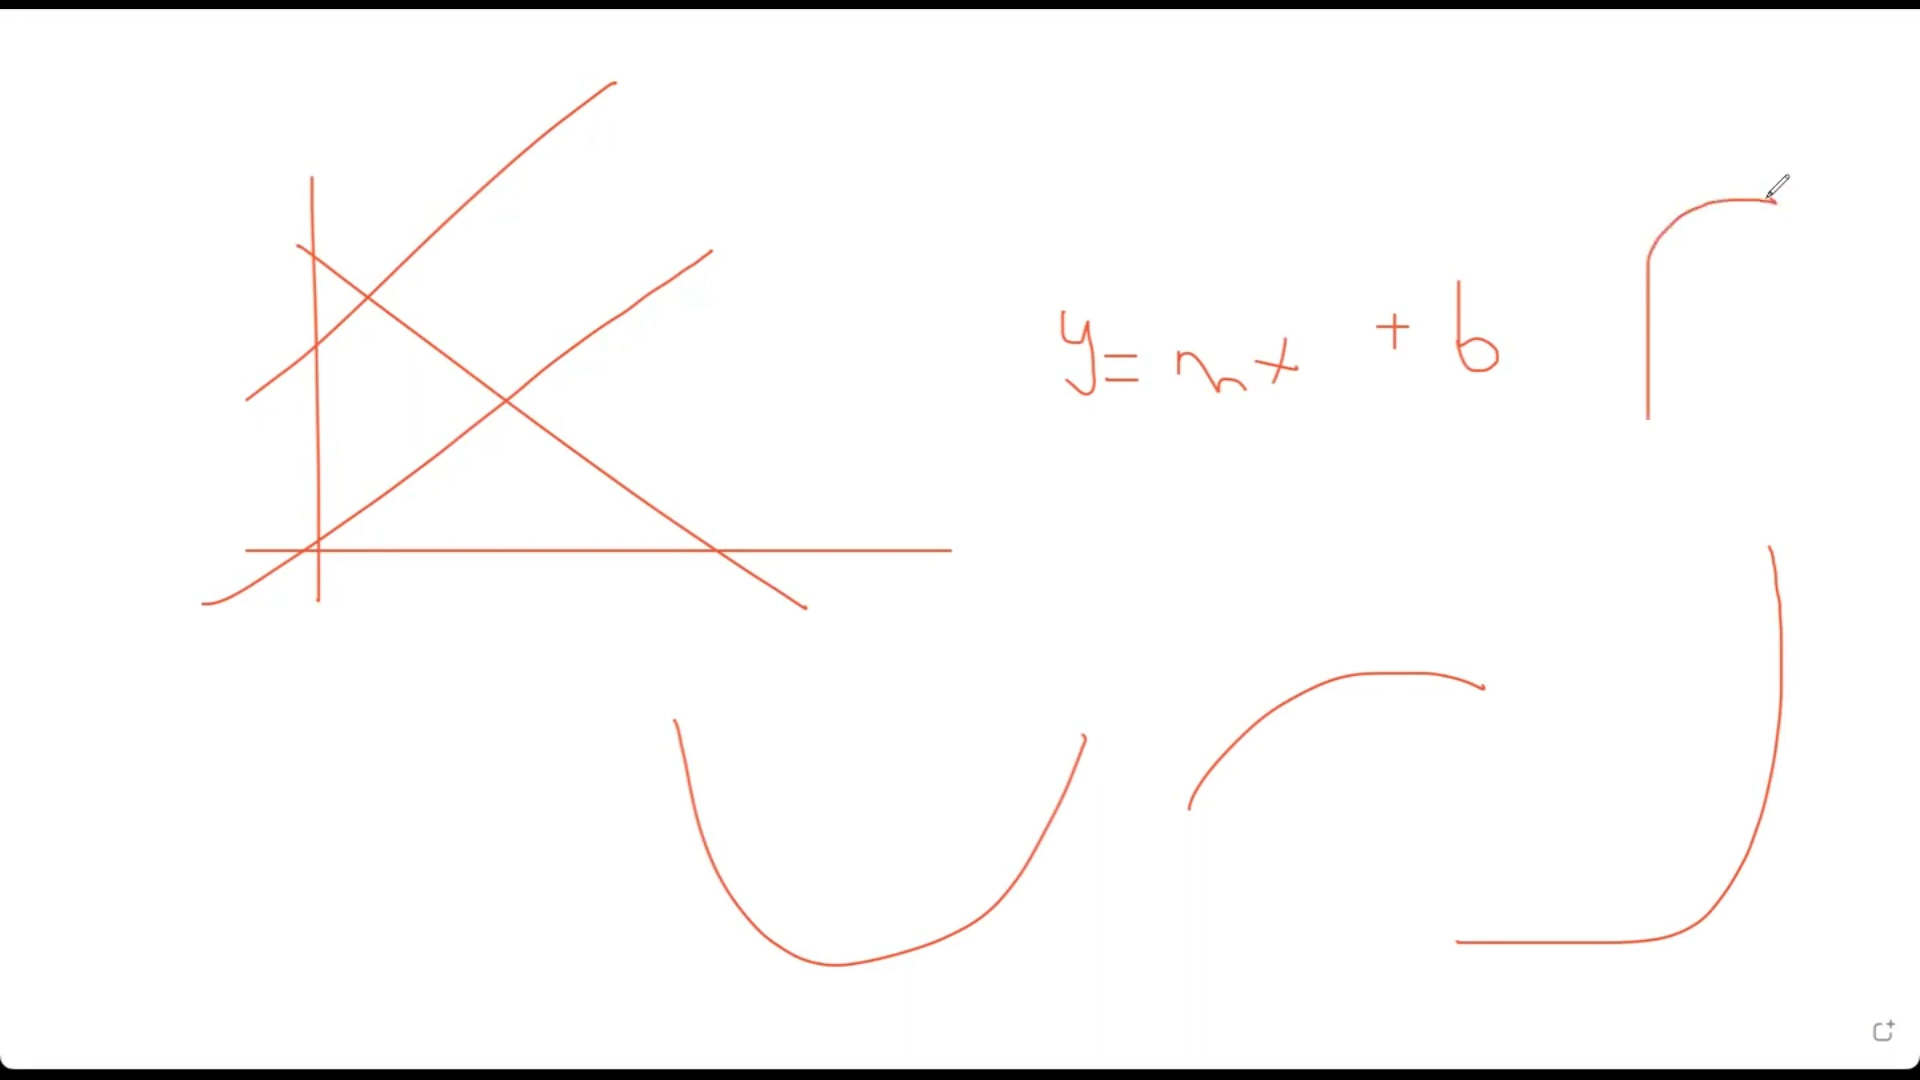 y = mx + b